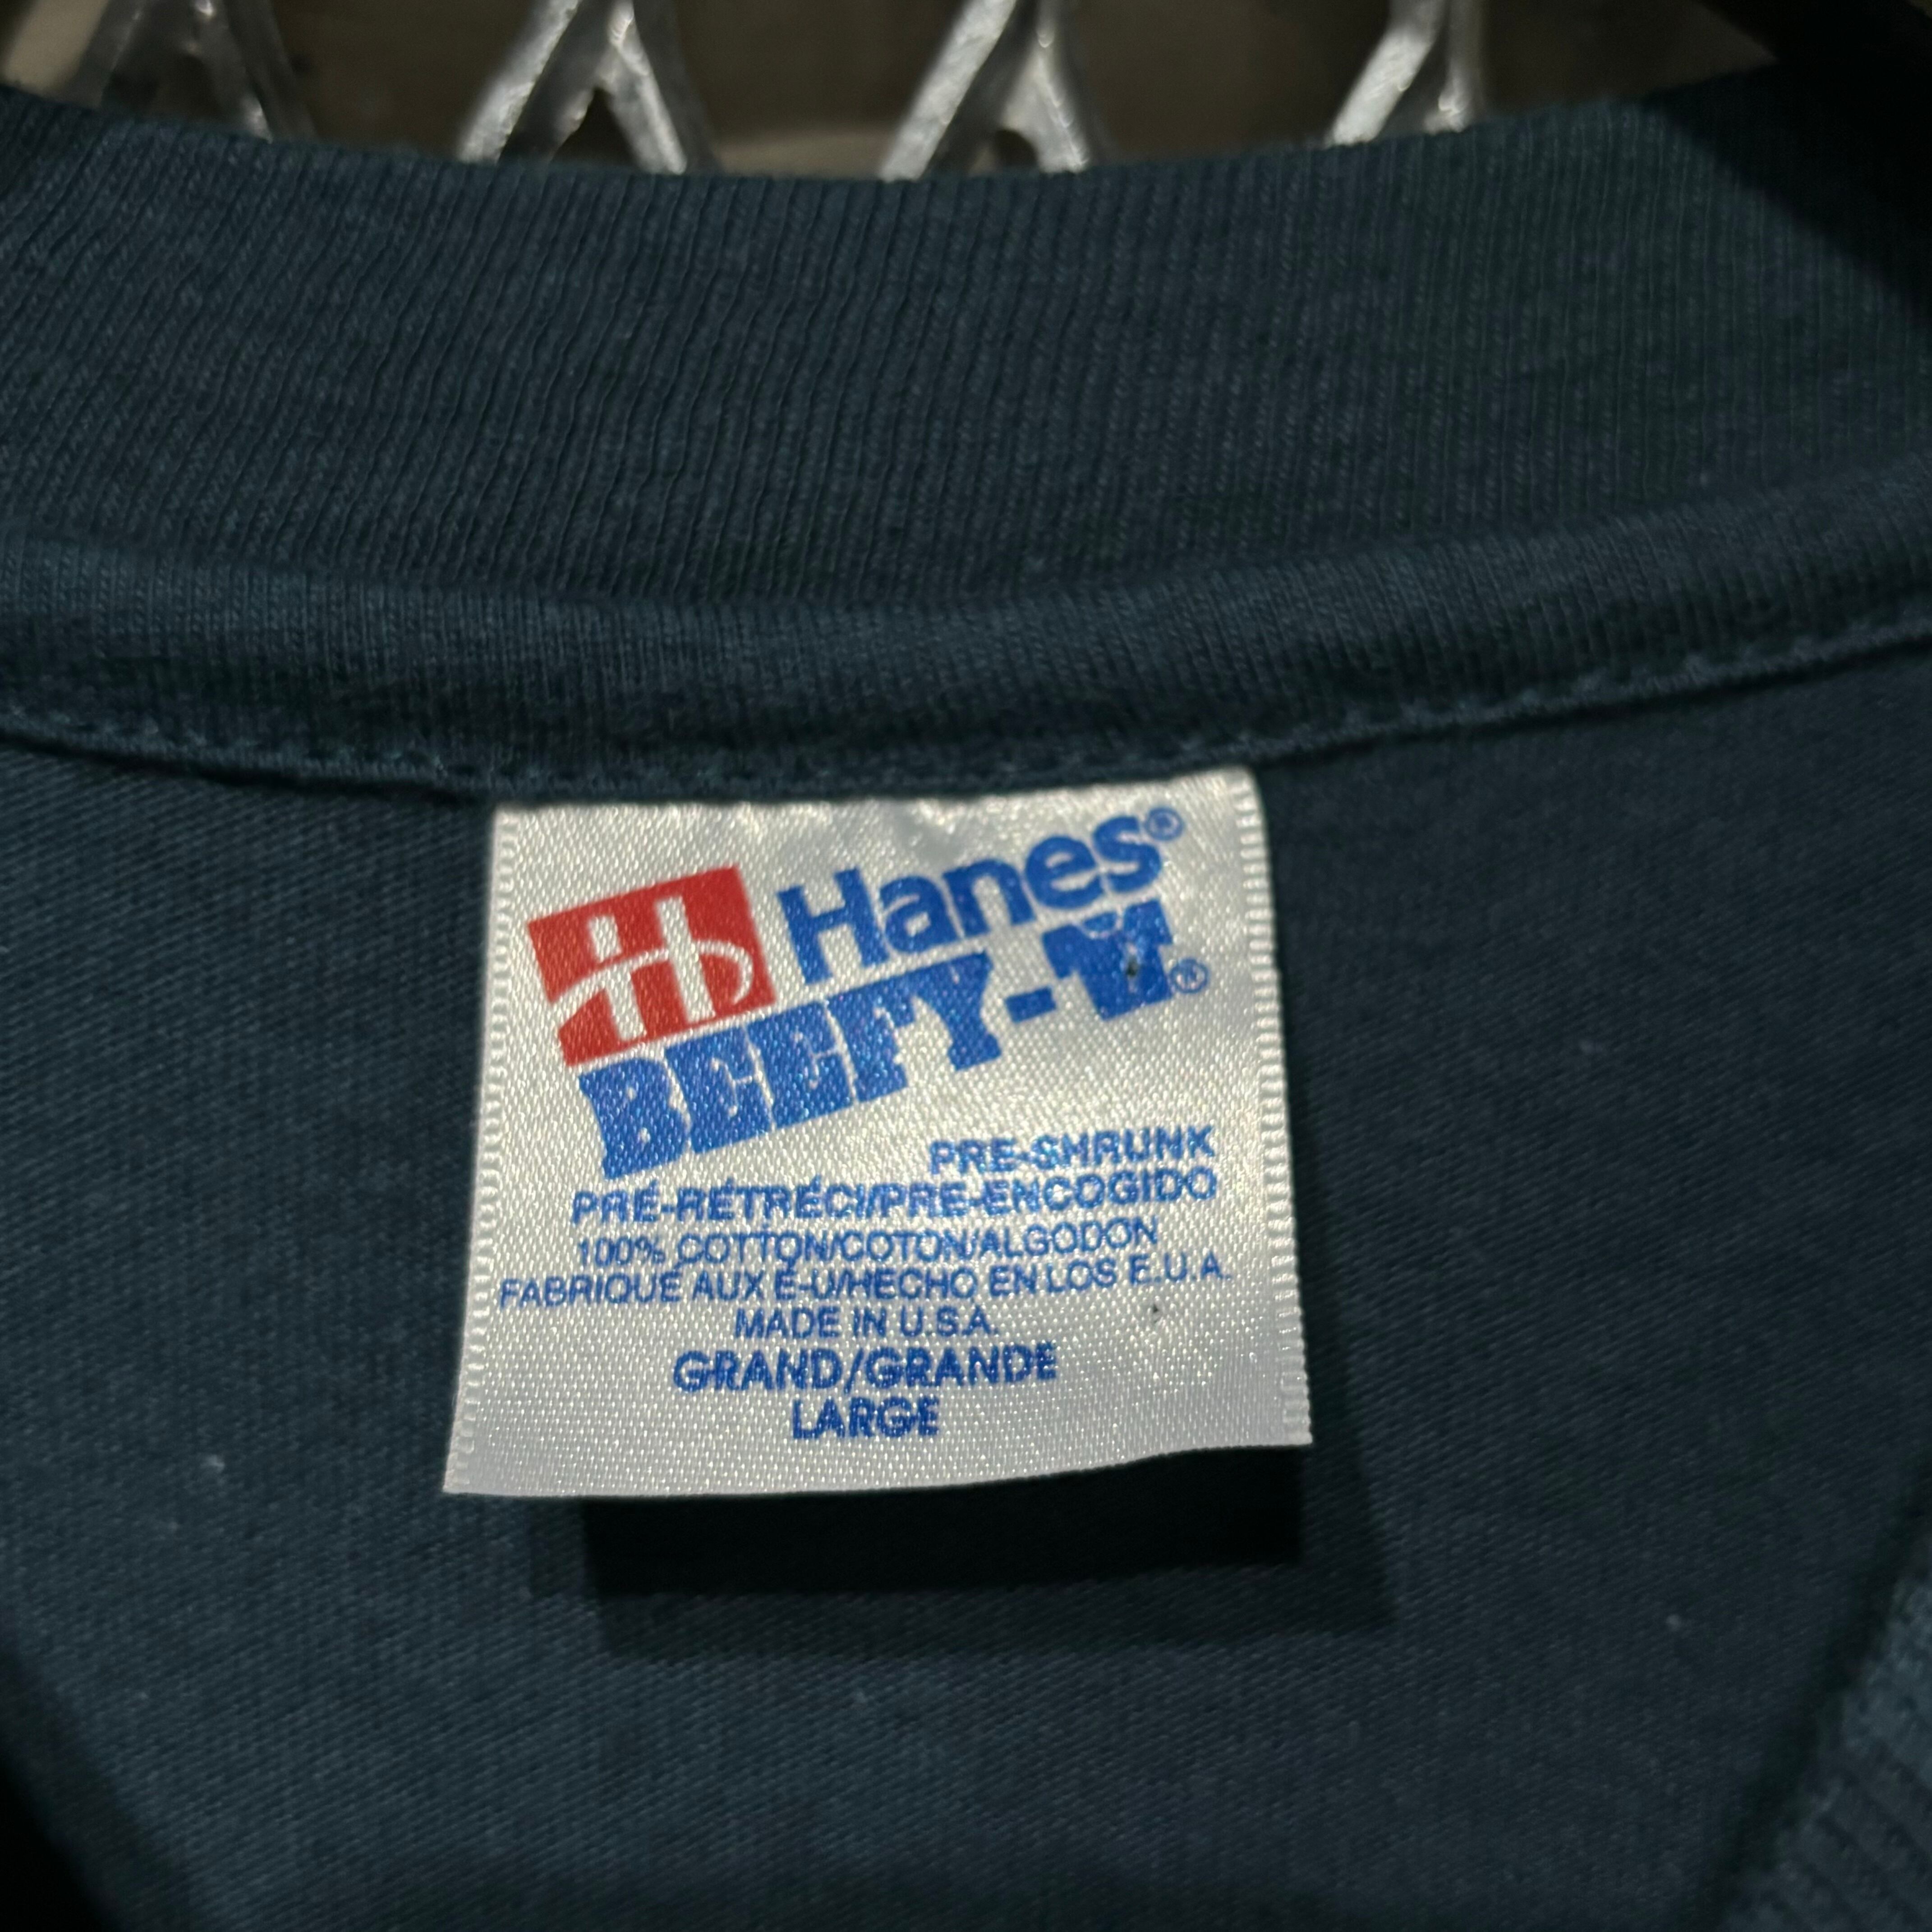 Hanes®
BEEFY-T.®
PRE-SHRUNK
PRÉ-RÉTRÉCI/PRE-ENCOGIDO
100% COTTON/COTON/ALGODON
FABRIQUÉ AUX É-U/HECHO EN LOS E.U.A.
MADE IN U.S.A.
GRAND/GRANDE
LARGE